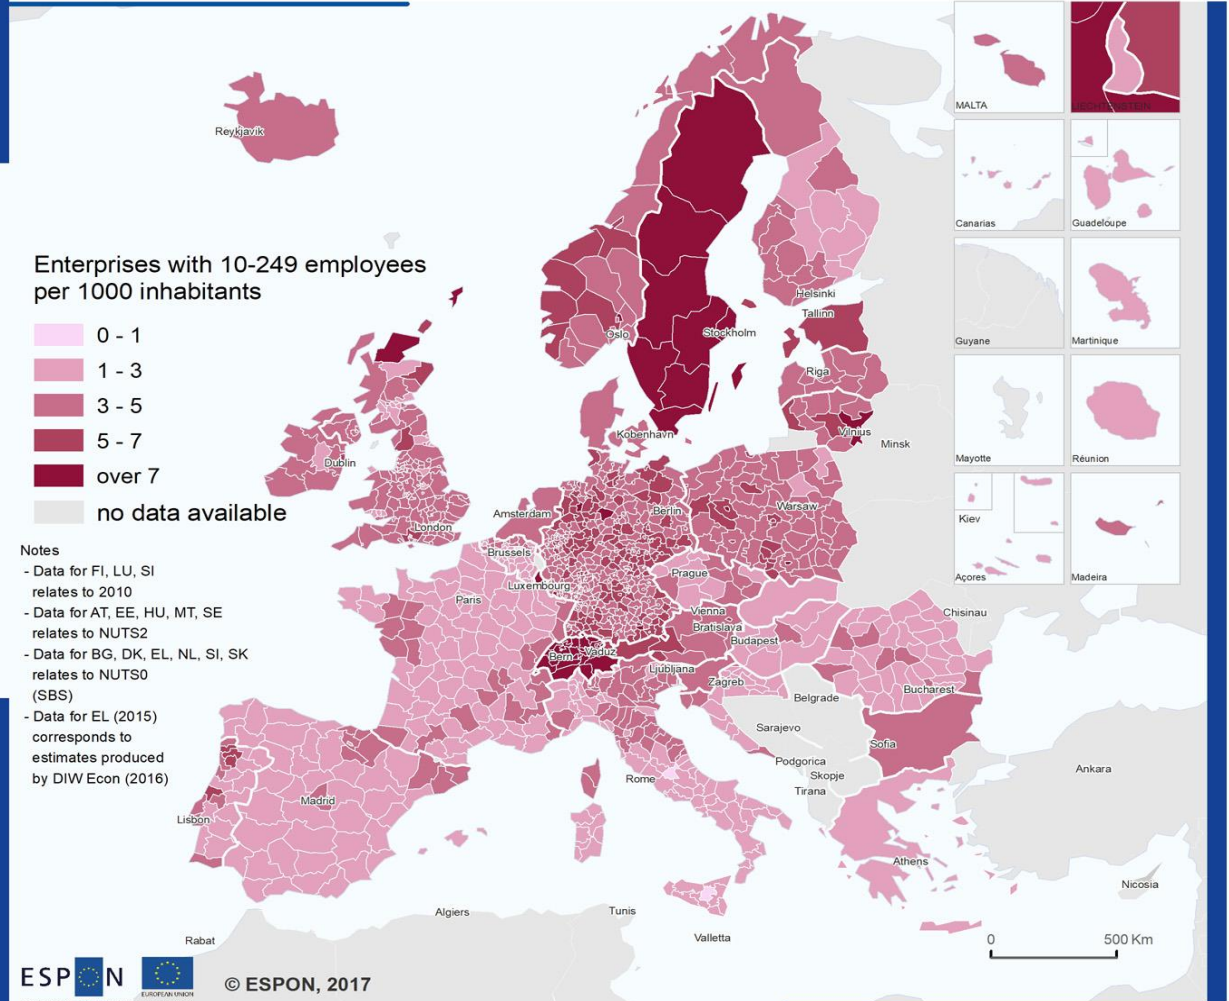 Enterprises with 10-249 employees
per 1000 inhabitants
0 - 1
1 - 3
3 - 5
5 - 7
over 7
no data available
Notes
- Data for FI, LU, SI
relates to 2010
- Data for AT, EE, HU, MT, SE
relates to NUTS2
- Data for BG, DK, EL, NL, SI, SK
relates to NUTS0
(SBS)
- Data for EL (2015)
corresponds to
estimates produced
by DIW Econ (2016)
Reykjavik
Oslo
Stockholm
Helsinki
Tallinn
Riga
Kobenhavn
Vilnius
Minsk
Dublin
London
Amsterdam
Berlin
Warsaw
Brussels
Luxembourg
Prague
Paris
Vienna
Bratislava
Budapest
Chisinau
Bern
Vaduz
Ljubljana
Zagreb
Belgrade
Bucharest
Sarajevo
Sofia
Podgorica
Skopje
Tirana
Rome
Madrid
Lisbon
Ankara
Athens
Nicosia
Algiers
Tunis
Valletta
Rabat
MALTA
LIECHTENSTEIN
Canarias
Guadeloupe
Guyane
Martinique
Mayotte
Réunion
Kiev
Açores
Madeira
0 500 Km
ESPON
EUROPEAN UNION
© ESPON, 2017